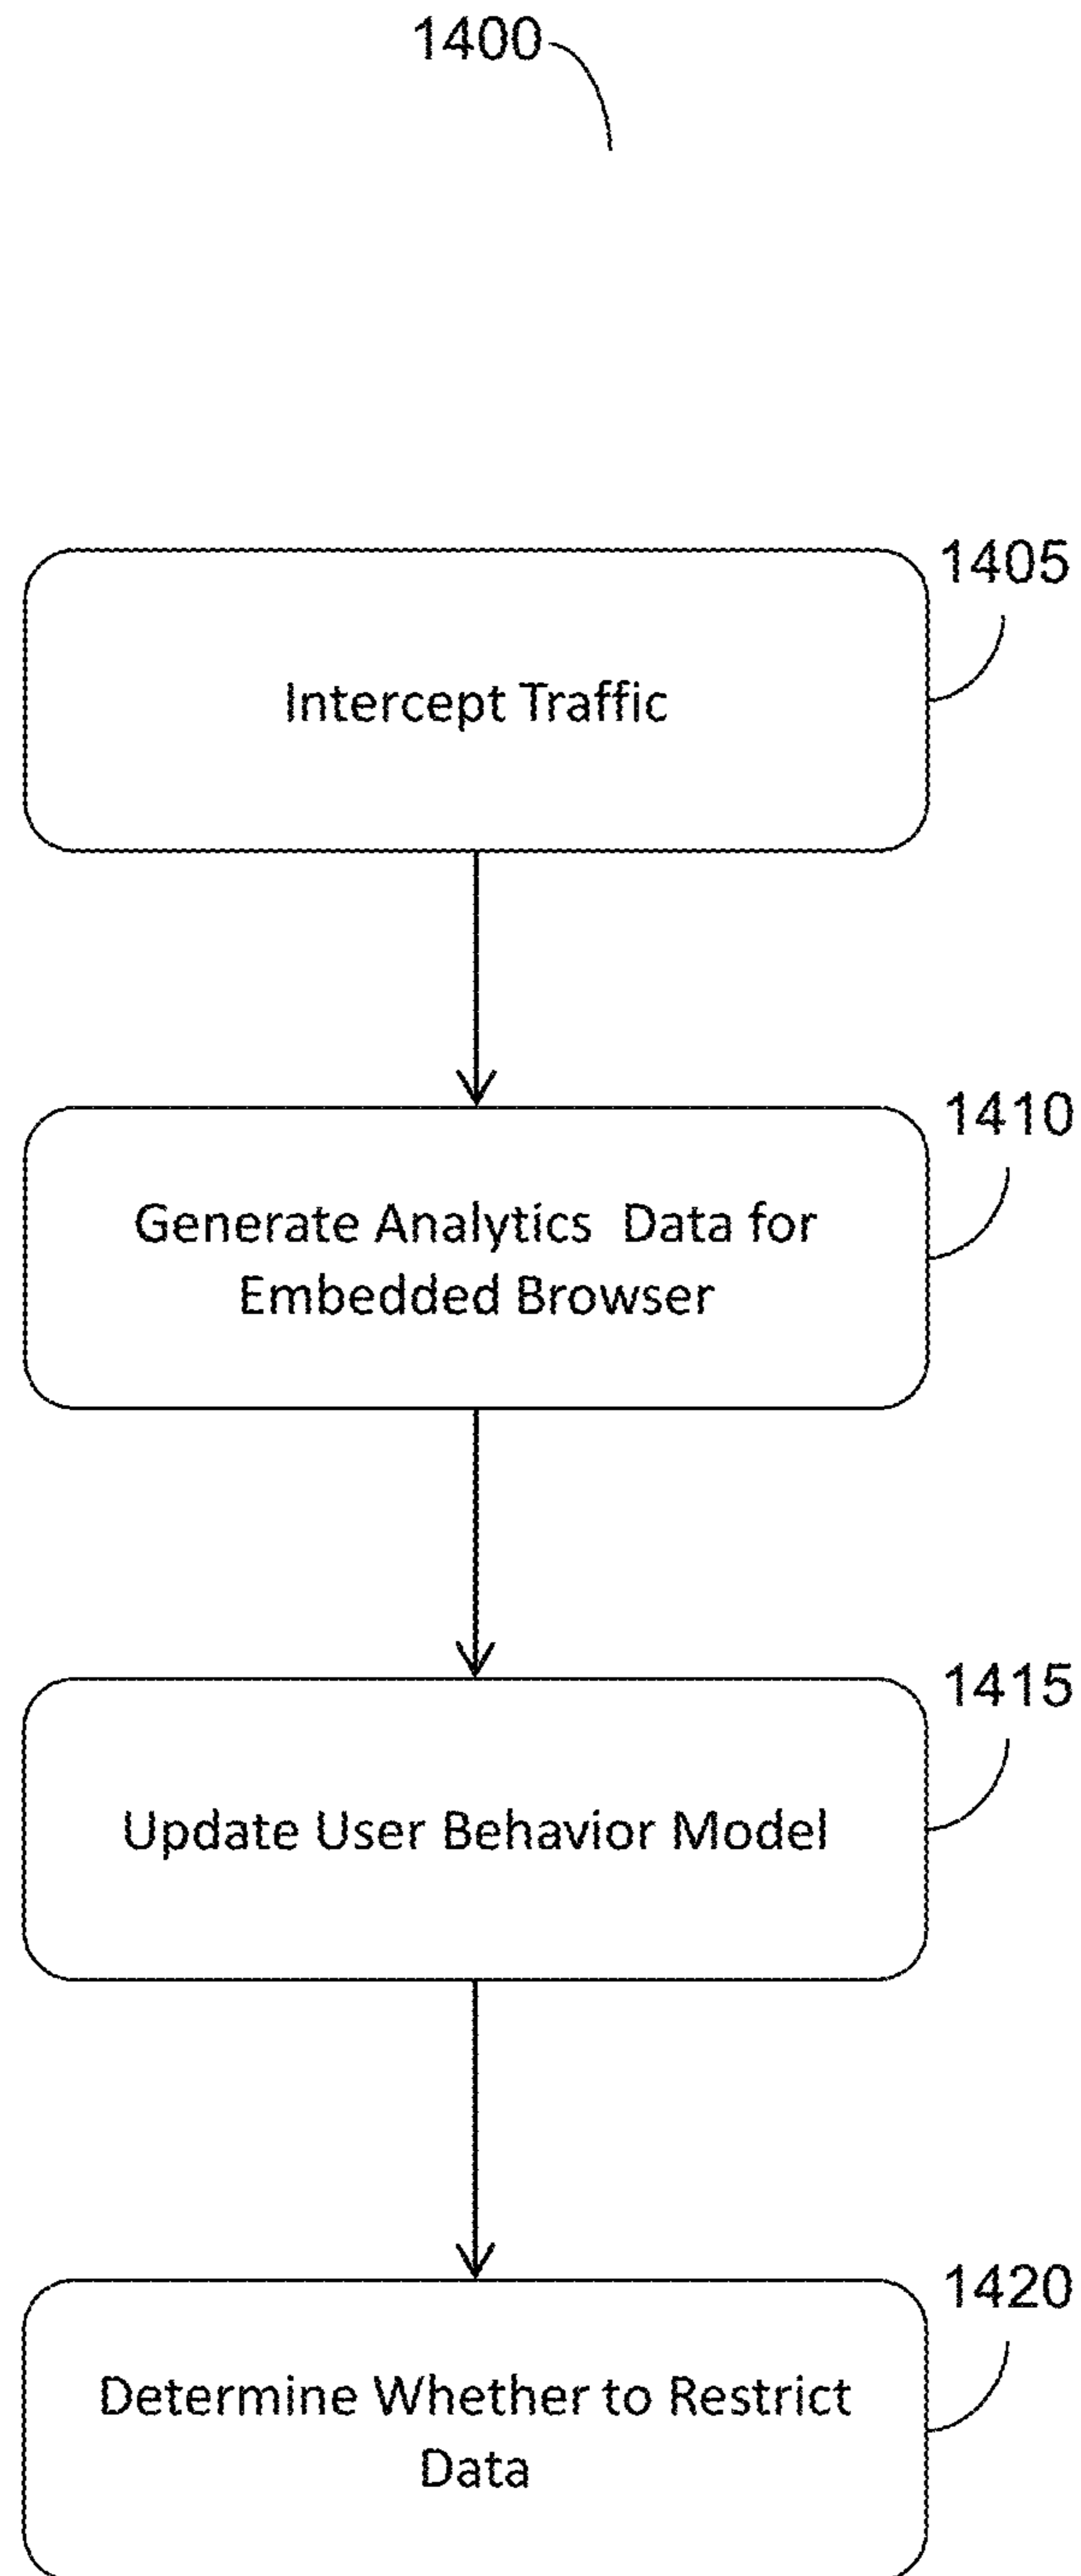 1400
1405
Intercept Traffic
1410
Generate Analytics  Data for
Embedded Browser
1415
Update User Behavior Model
1420
Determine Whether to Restrict
Data